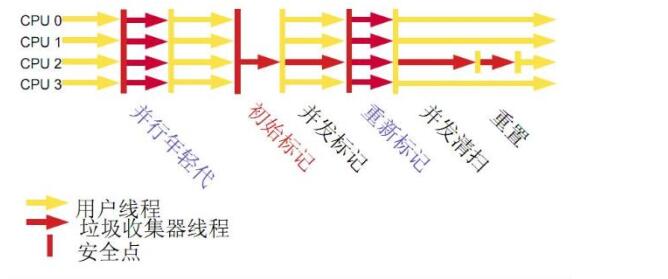 CPU 0
CPU 1
CPU 2
CPU 3
并行年轻代
初始标记
并发标记
重新标记
并发清扫
重置
用户线程
垃圾收集器线程
安全点